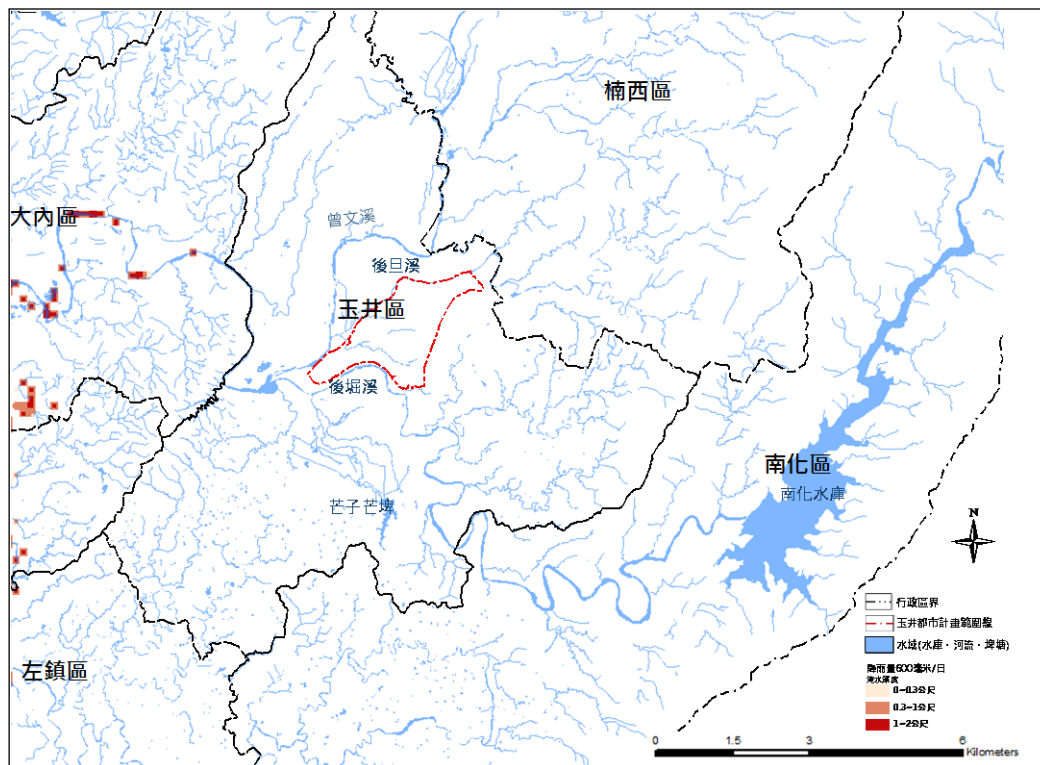 楠西區
大內區
曾文溪
後旦溪
玉井區
後堀溪
南化區
南化水庫
芒子芒埤
左鎮區
N
行政區界
玉井都市計畫範圍線
水域(水庫、河流、埤塘)
降雨量600毫米/日
淹水深度
0-0.3公尺
0.3-1公尺
1-2公尺
0 1.5 3 6
Kilometers